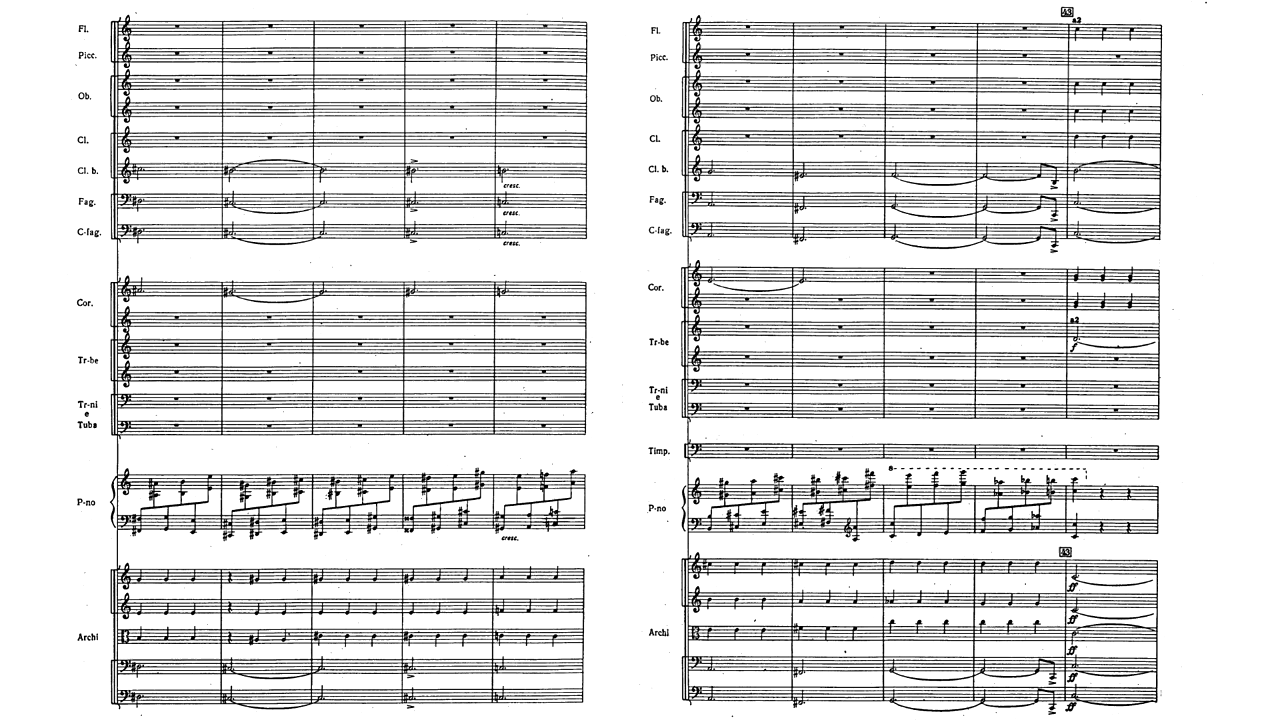 Fl.
Picc.
Ob.
Cl.
Cl. b.
cresc.
Fag.
cresc.
C-fag.
cresc.
Cor.
Tr-be
Tr-ni
e
Tuba
P-no
cresc.
Archi
43
a2
Fl.
Picc.
Ob.
Cl.
Cl. b.
Fag.
C-fag.
Cor.
a2
Tr-be
f
Tr-ni
e
Tuba
Timp.
8
P-no
43
ff
ff
Archi
ff
ff
ff